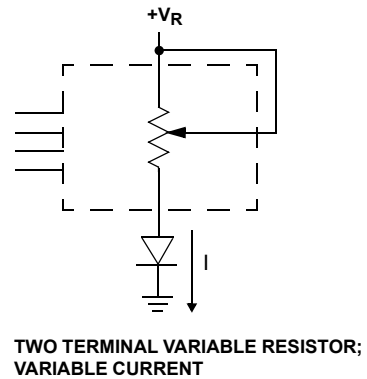 +VR
I
TWO TERMINAL VARIABLE RESISTOR;
VARIABLE CURRENT